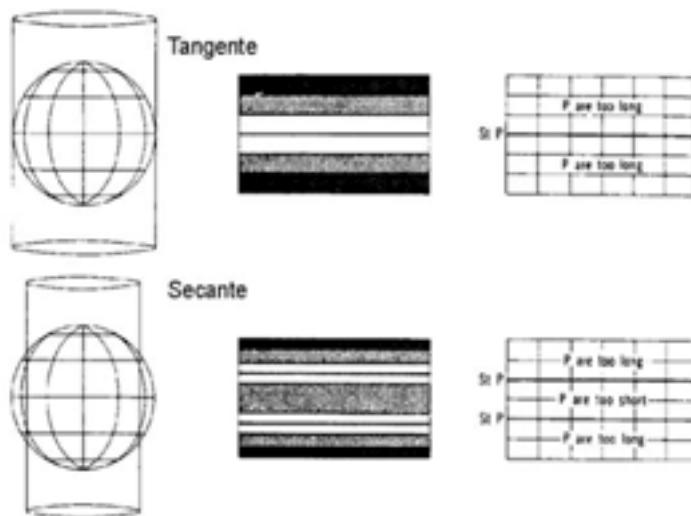 Tangente
P are too long
St P
P are too long
Secante
P are too long
St P
P are too short
St P
P are too long